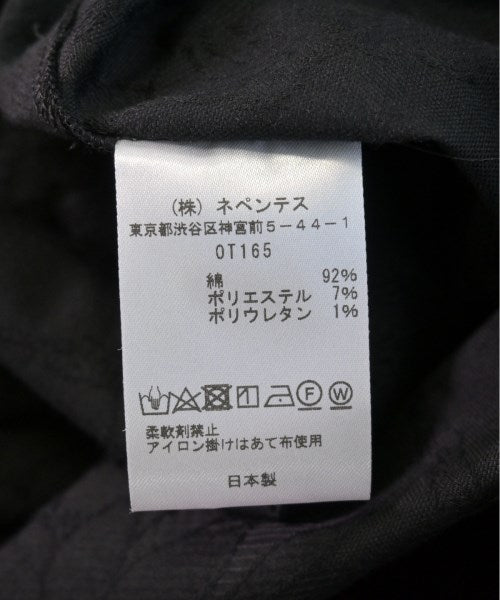 (株) ネペンテス
東京都渋谷区神宮前5-44-1
OT165
綿 92%
ポリエステル 7%
ポリウレタン 1%
F W
柔軟剤禁止
アイロン掛けはあて布使用
日本製